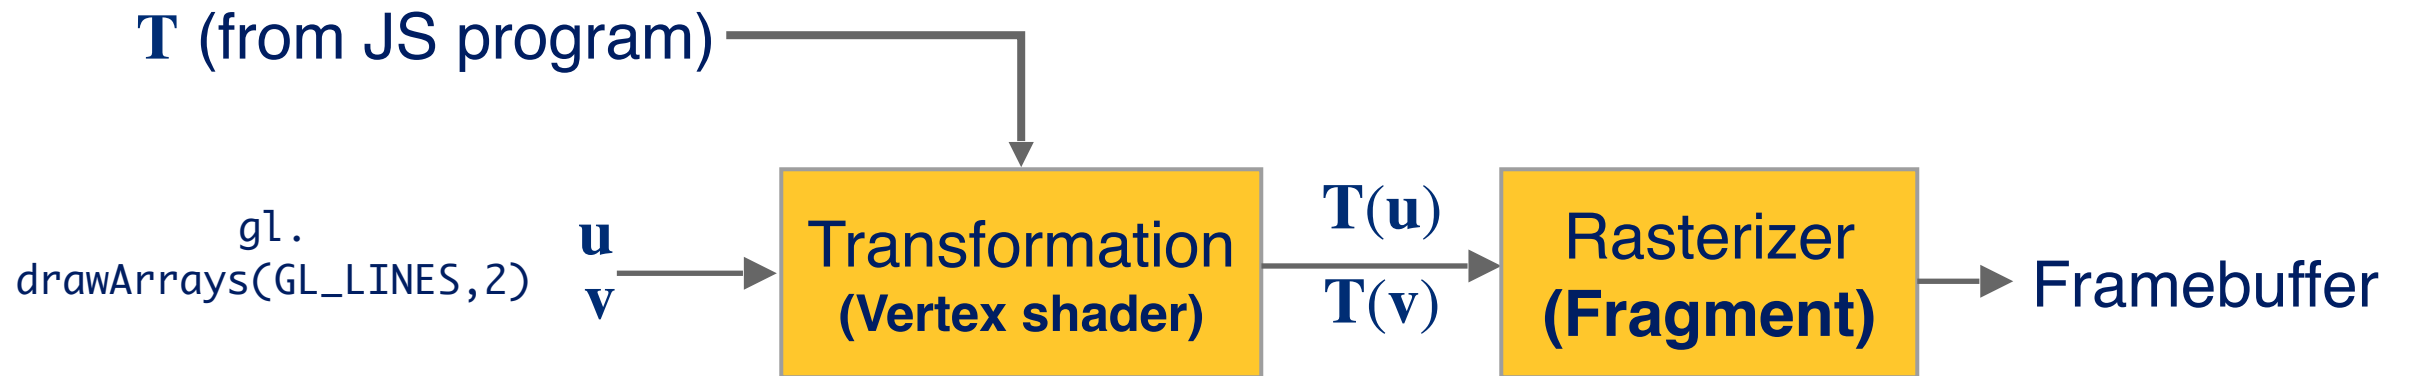 T (from JS program)
gl.
drawArrays(GL_LINES,2)
u
v
Transformation
(Vertex shader)
T(u)
T(v)
Rasterizer
(Fragment)
Framebuffer